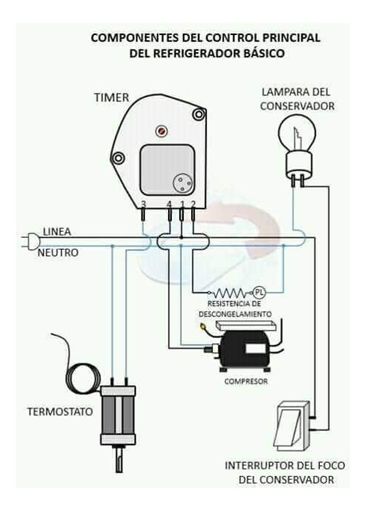 COMPONENTES DEL CONTROL PRINCIPAL
DEL REFRIGERADOR BÁSICO
TIMER
LAMPARA DEL
CONSERVADOR
3 4 1 2
LINEA
NEUTRO
PL
RESISTENCIA DE
DESCONGELAMIENTO
COMPRESOR
TERMOSTATO
INTERRUPTOR DEL FOCO
DEL CONSERVADOR